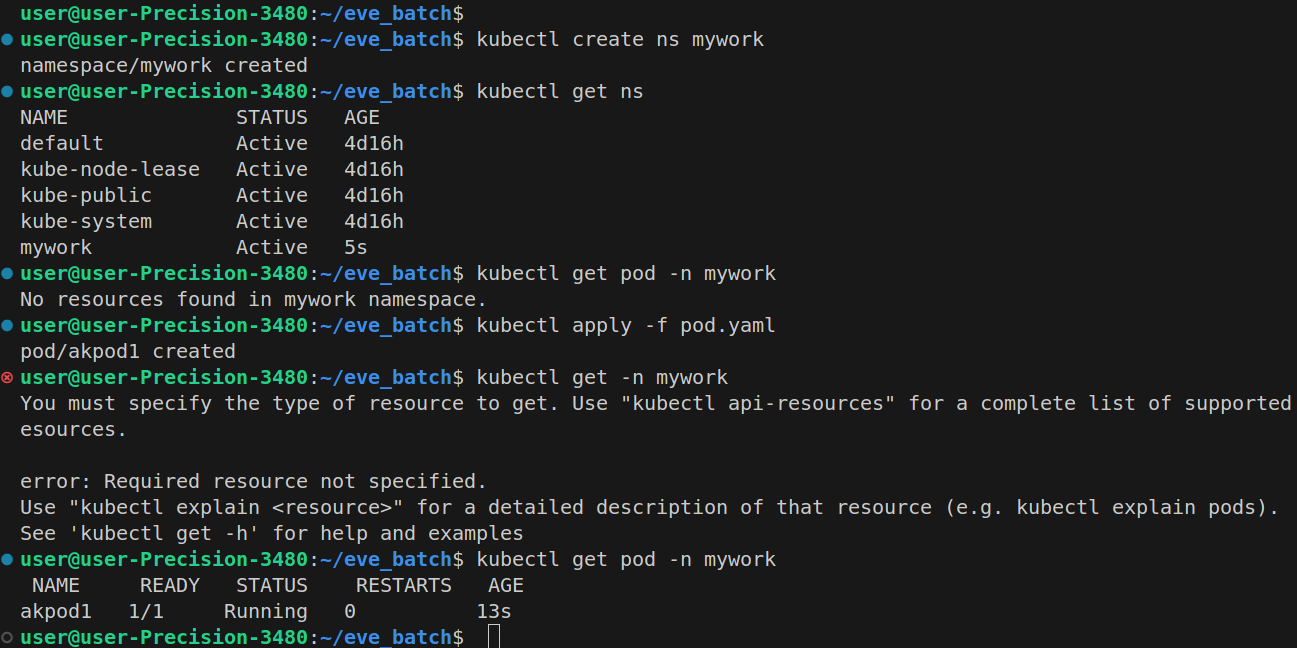 user@user-Precision-3480:~/eve_batch$
user@user-Precision-3480:~/eve_batch$ kubectl create ns mywork
namespace/mywork created
user@user-Precision-3480:~/eve_batch$ kubectl get ns
NAME              STATUS   AGE
default           Active   4d16h
kube-node-lease   Active   4d16h
kube-public       Active   4d16h
kube-system       Active   4d16h
mywork            Active   5s
user@user-Precision-3480:~/eve_batch$ kubectl get pod -n mywork
No resources found in mywork namespace.
user@user-Precision-3480:~/eve_batch$ kubectl apply -f pod.yaml
pod/akpod1 created
user@user-Precision-3480:~/eve_batch$ kubectl get -n mywork
You must specify the type of resource to get. Use "kubectl api-resources" for a complete list of supported
esources.
error: Required resource not specified.
Use "kubectl explain <resource>" for a detailed description of that resource (e.g. kubectl explain pods).
See 'kubectl get -h' for help and examples
user@user-Precision-3480:~/eve_batch$ kubectl get pod -n mywork
NAME     READY   STATUS    RESTARTS   AGE
akpod1   1/1     Running   0          13s
user@user-Precision-3480:~/eve_batch$